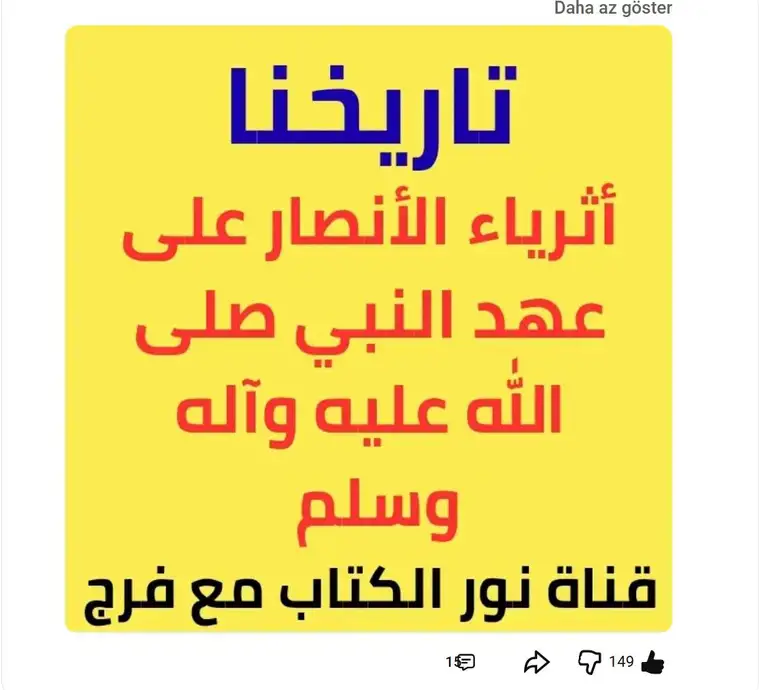 Daha az göster
تاريخنا
أثرياء الأنصار على
عهد النبي صلى
الله عليه وآله
وسلم
قناة نور الكتاب مع فرج
149